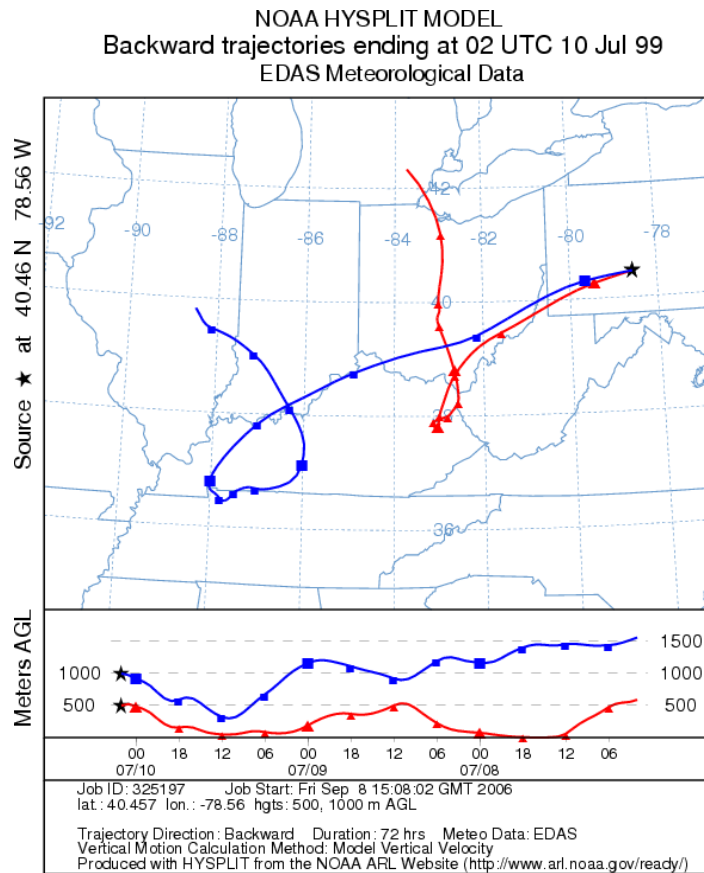 NOAA HYSPLIT MODEL
Backward trajectories ending at 02 UTC 10 Jul 99
EDAS Meteorological Data
Source ★ at 40.46 N 78.56 W
-92
-90
-88
-86
-84
42
-82
-80
-78
40
36
Meters AGL
1500
1000
1000
500
500
00 18 12 06 00 18 12 06 00 18 12 06
07/10 07/09 07/08
Job ID: 325197 Job Start: Fri Sep 8 15:08:02 GMT 2006
lat.: 40.457 lon.: -78.56 hgts: 500, 1000 m AGL
Trajectory Direction: Backward Duration: 72 hrs Meteo Data: EDAS
Vertical Motion Calculation Method: Model Vertical Velocity
Produced with HYSPLIT from the NOAA ARL Website (http://www.arl.noaa.gov/ready/)